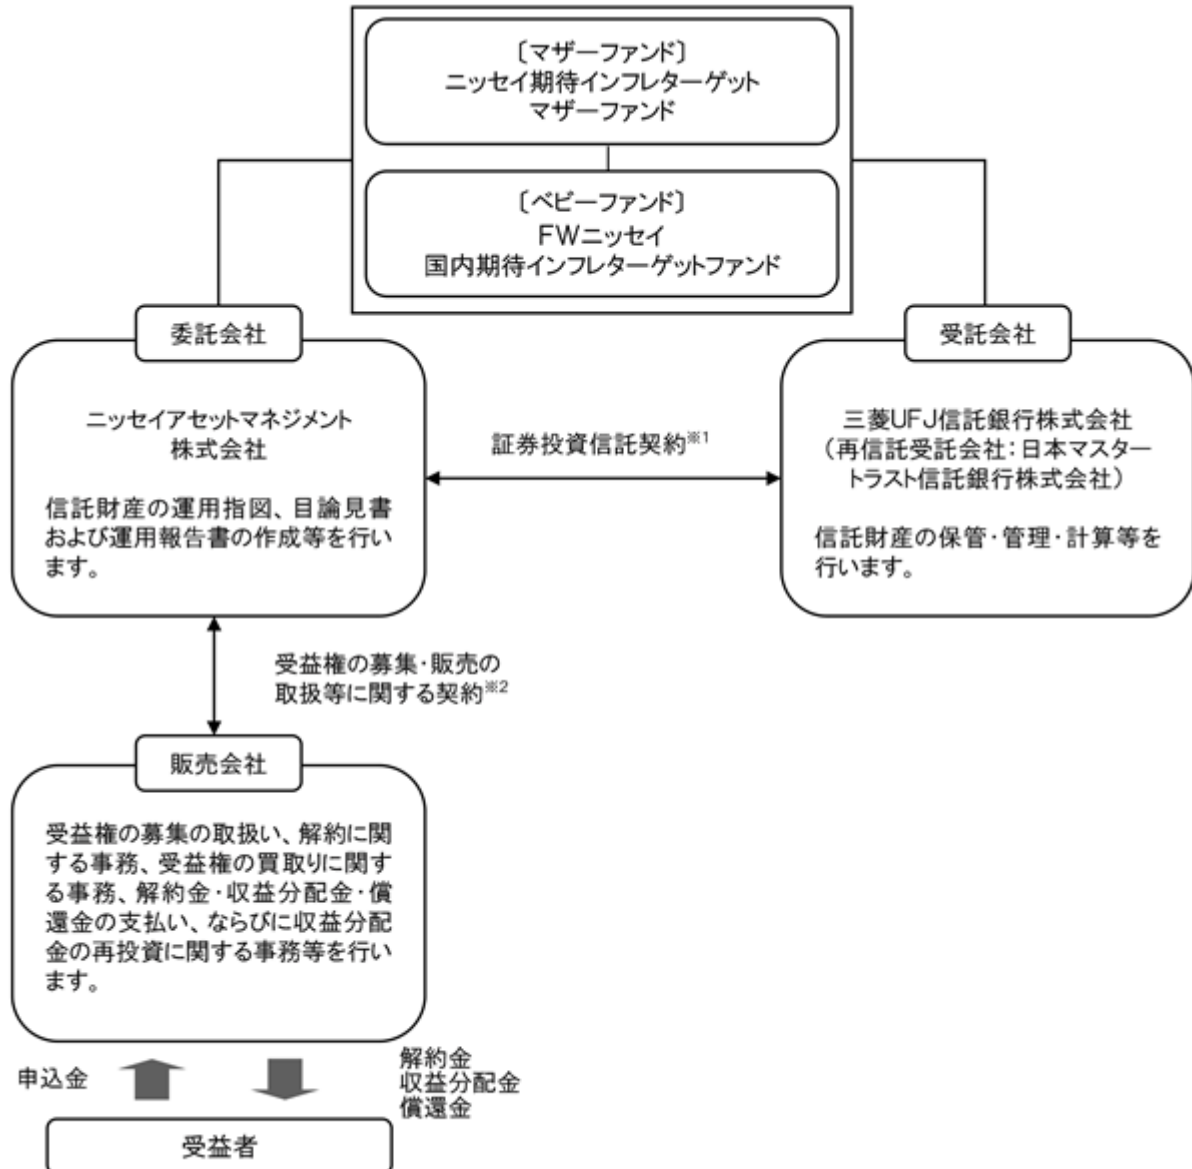 〔マザーファンド〕
ニッセイ期待インフレターゲット
マザーファンド
〔ベビーファンド〕
FWニッセイ
国内期待インフレターゲットファンド
委託会社
ニッセイアセットマネジメント
株式会社
信託財産の運用指図、目論見書
および運用報告書の作成等を行い
ます。
証券投資信託契約※1
受託会社
三菱UFJ信託銀行株式会社
（再信託受託会社：日本マスター
トラスト信託銀行株式会社）
信託財産の保管・管理・計算等を
行います。
受益権の募集・販売の
取扱等に関する契約※2
販売会社
受益権の募集の取扱い、解約に関
する事務、受益権の買取りに関す
る事務、解約金・収益分配金・償
還金の支払い、ならびに収益分配
金の再投資に関する事務等を行い
ます。
申込金
解約金
収益分配金
償還金
受益者